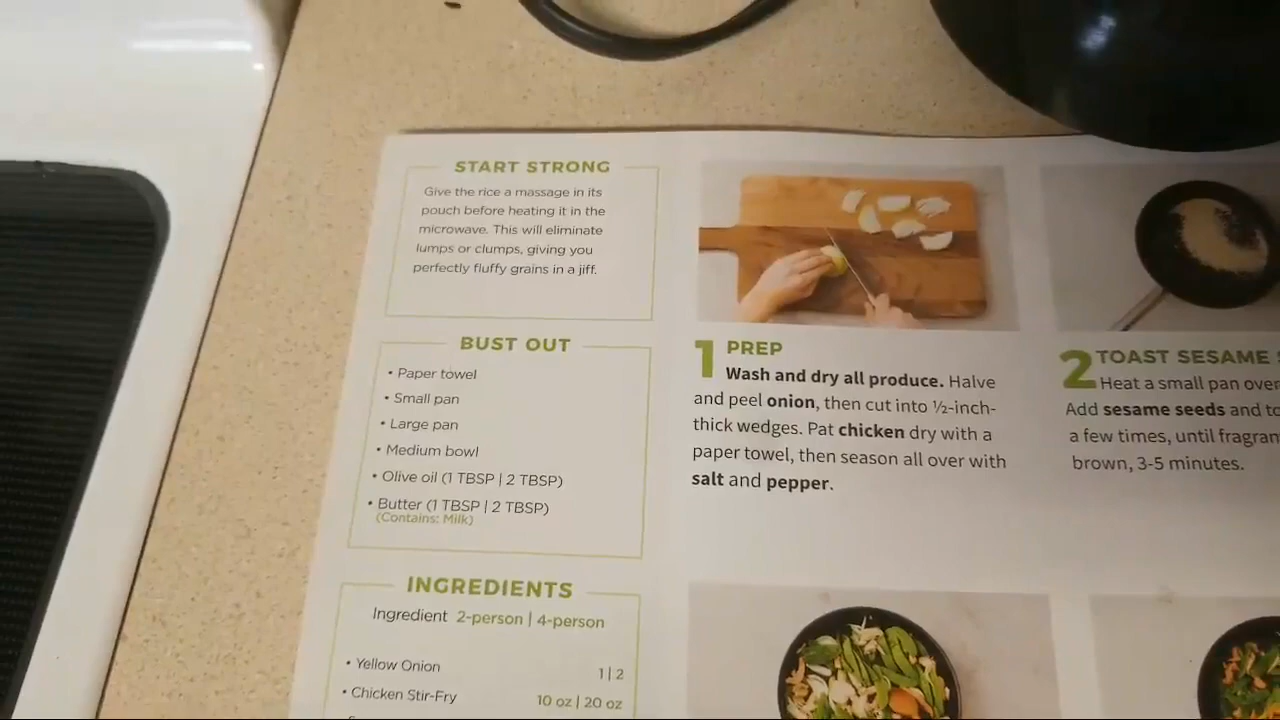 START STRONG
Give the rice a massage in its
pouch before heating it in the
microwave. This will eliminate
lumps or clumps, giving you
perfectly fluffy grains in a jiff.
BUST OUT
• Paper towel
• Small pan
• Large pan
• Medium bowl
• Olive oil (1 TBSP | 2 TBSP)
• Butter (1 TBSP | 2 TBSP)
(Contains: Milk)
INGREDIENTS
Ingredient 2-person | 4-person
• Yellow Onion 1 | 2
• Chicken Stir-Fry 10 oz | 20 oz
1 PREP
Wash and dry all produce. Halve
and peel onion, then cut into ½-inch-
thick wedges. Pat chicken dry with a
paper towel, then season all over with
salt and pepper.
2 TOAST SESAME
Heat a small pan over
Add sesame seeds and
a few times, until
brown, 3-5 minutes.